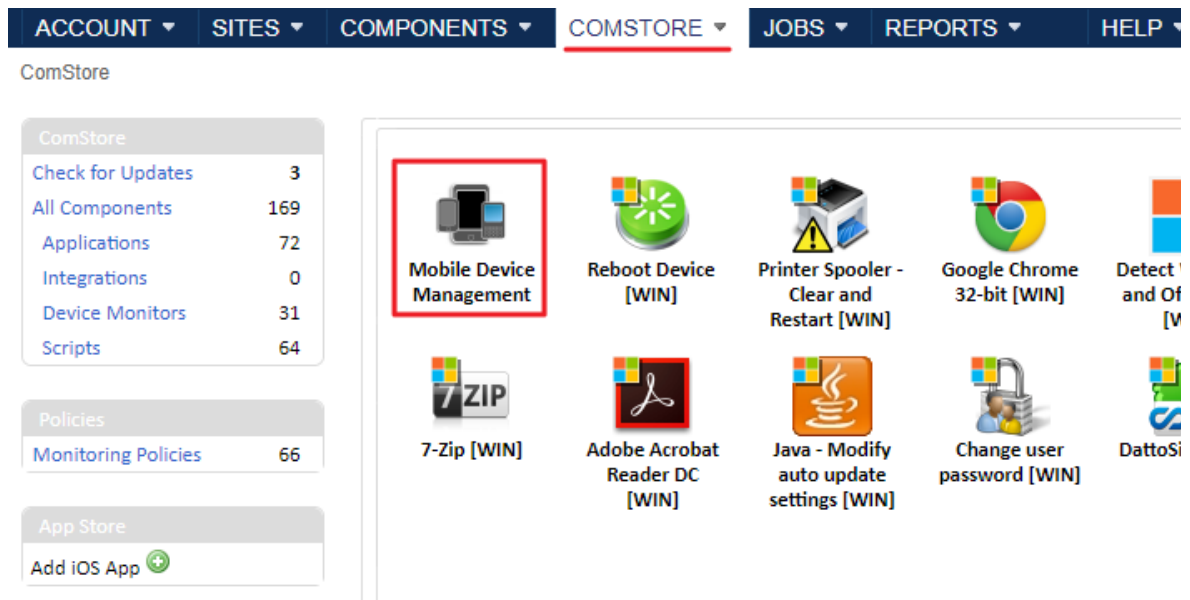 ACCOUNT SITES COMPONENTS COMSTORE JOBS REPORTS HELP
ComStore
ComStore
Check for Updates 3
All Components 169
Applications 72
Integrations 0
Device Monitors 31
Scripts 64
Policies
Monitoring Policies 66
App Store
Add iOS App
Mobile Device
Management
Reboot Device
[WIN]
Printer Spooler -
Clear and
Restart [WIN]
Google Chrome
32-bit [WIN]
Detect
and
7 ZIP
7-Zip [WIN]
Adobe Acrobat
Reader DC
[WIN]
Java - Modify
auto update
settings [WIN]
Change user
password [WIN]